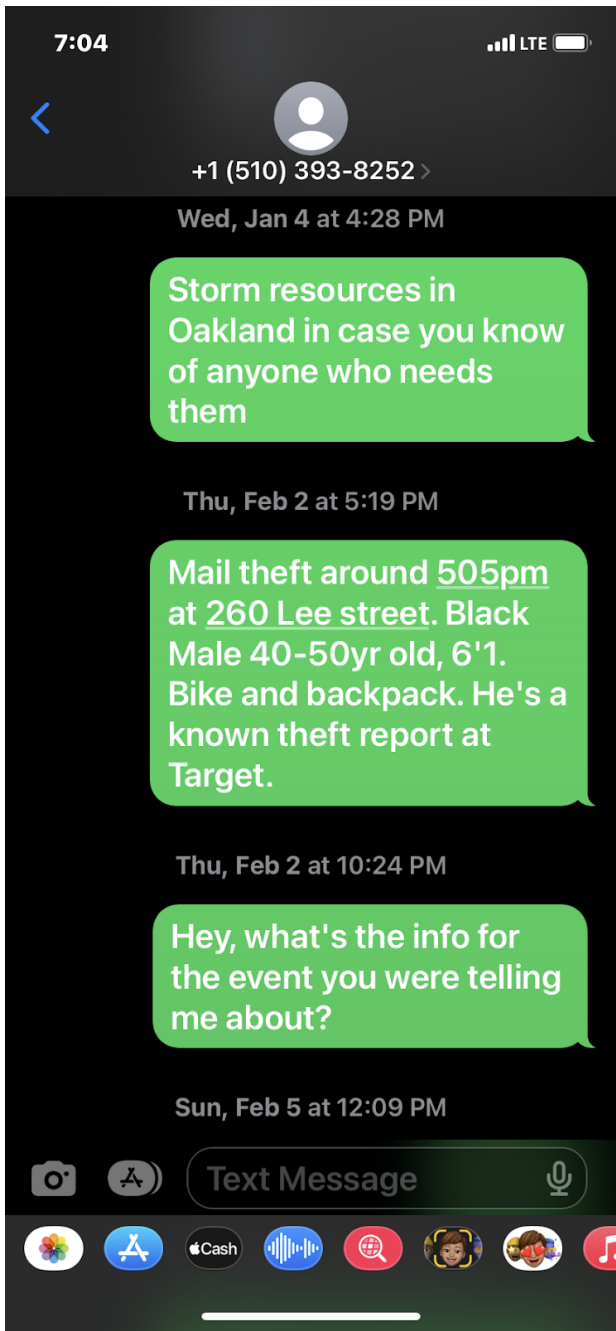 7:04
LTE
+1 (510) 393-8252
Wed, Jan 4 at 4:28 PM
Storm resources in
Oakland in case you know
of anyone who needs
them
Thu, Feb 2 at 5:19 PM
Mail theft around 505pm
at 260 Lee street. Black
Male 40-50yr old, 6'1.
Bike and backpack. He's a
known theft report at
Target.
Thu, Feb 2 at 10:24 PM
Hey, what's the info for
the event you were telling
me about?
Sun, Feb 5 at 12:09 PM
Text Message
Cash